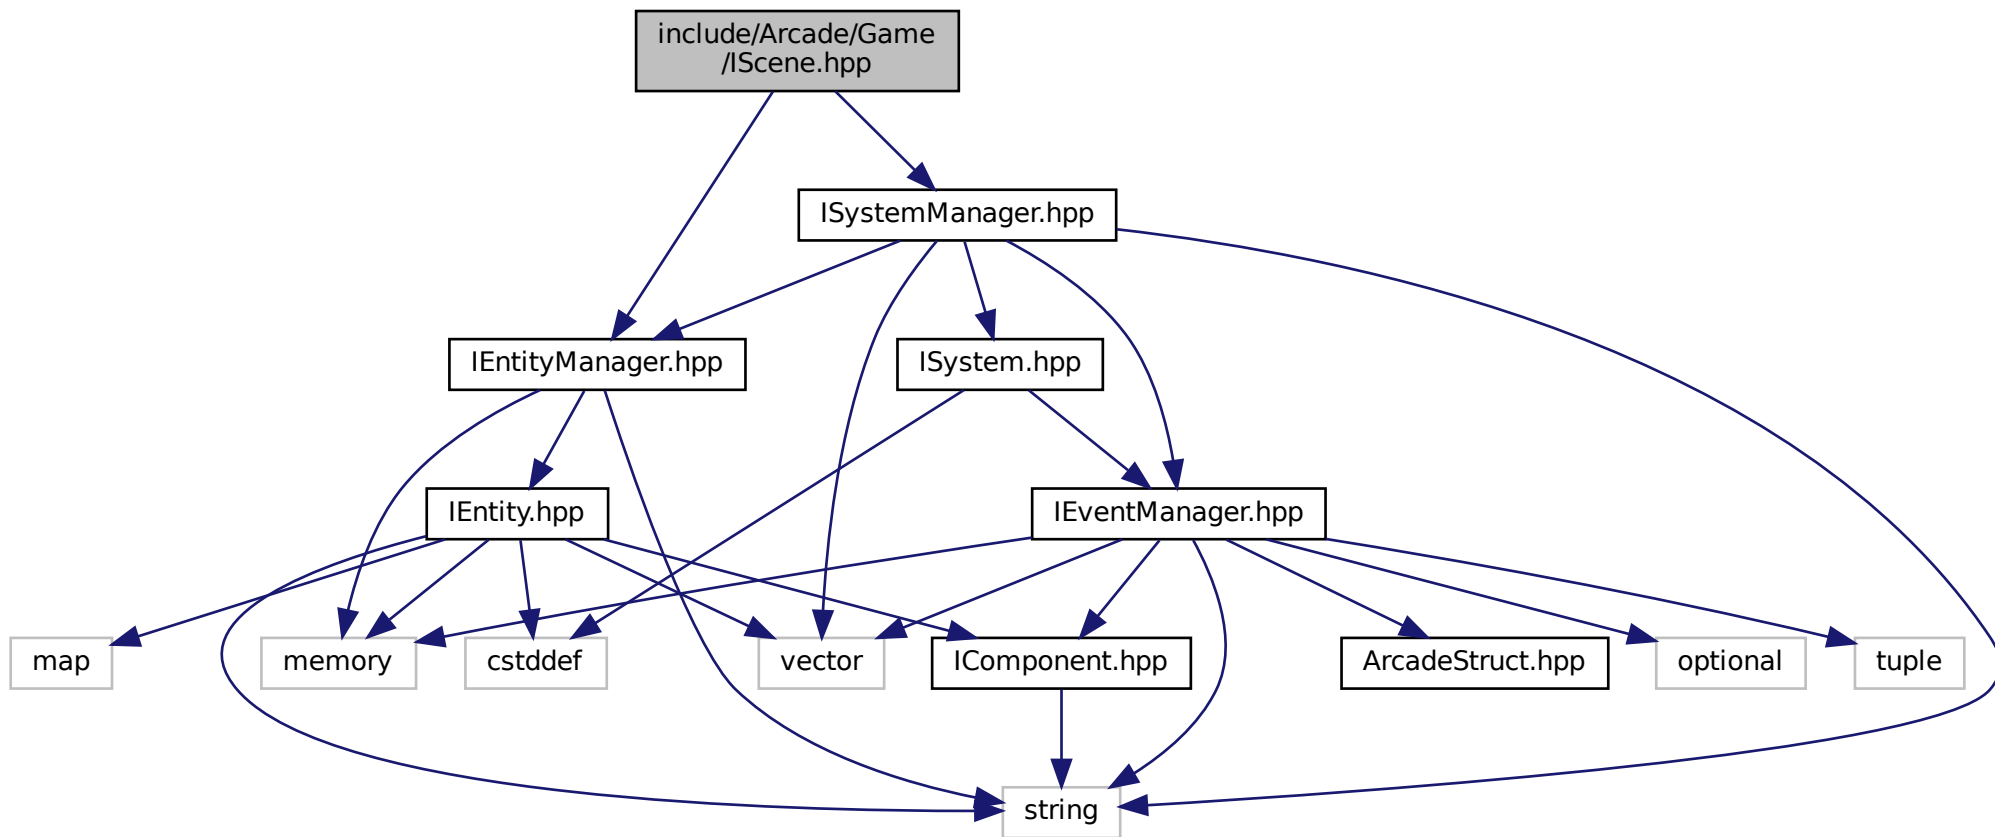 include/Arcade/Game
/IScene.hpp
ISystemManager.hpp
IEntityManager.hpp
ISystem.hpp
IEntity.hpp
IEventManager.hpp
map
memory
cstddef
vector
IComponent.hpp
ArcadeStruct.hpp
optional
tuple
string